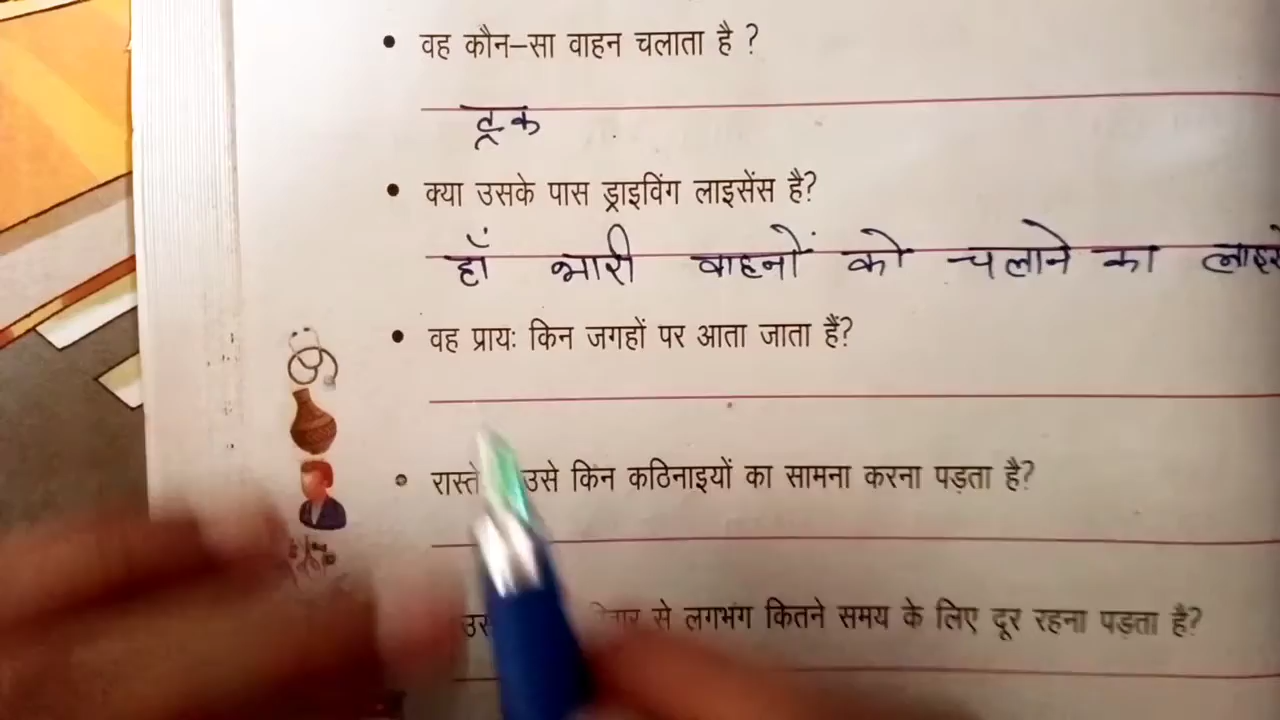 वह कौन-सा वाहन चलाता है ?
ट्रक
क्या उसके पास ड्राइविंग लाइसेंस है?
हाँ भारी वाहनों को चलाने का
वह प्रायः किन जगहों पर आता जाता हैं?
रास्ते उसे किन कठिनाइयों का सामना करना पड़ता है?
से लगभग कितने समय के लिए दूर रहना पड़ता है?